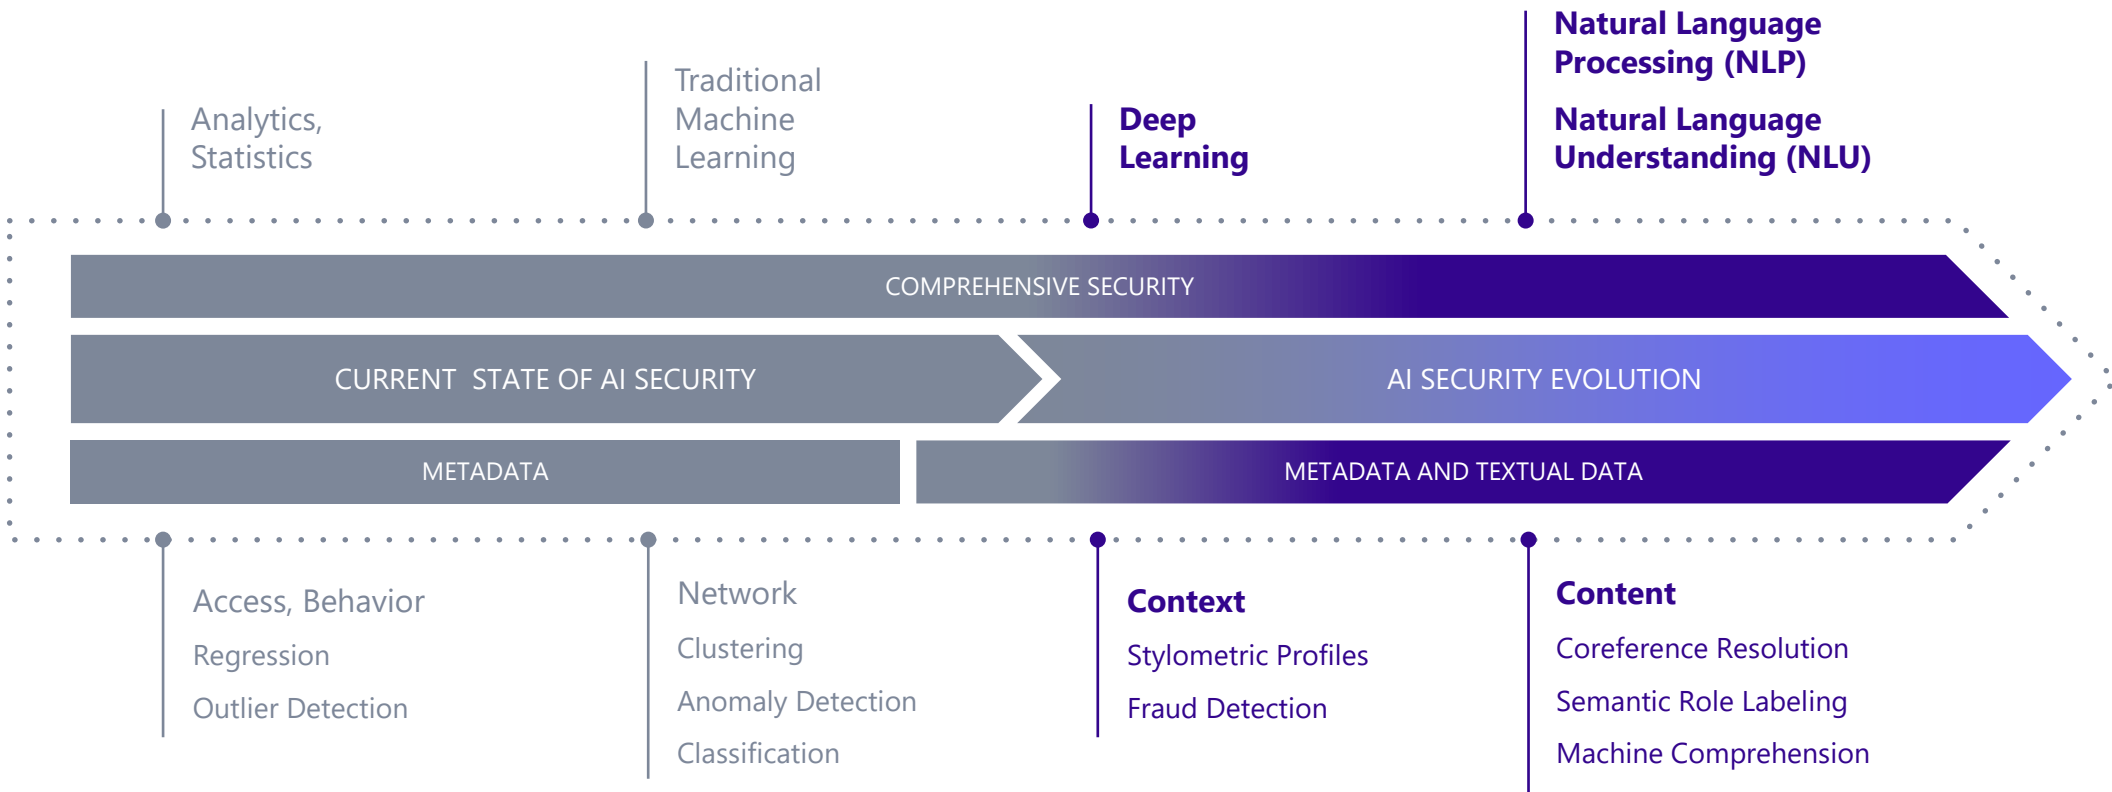 Natural Language
Processing (NLP)
Natural Language
Understanding (NLU)
Traditional
Machine
Learning
Analytics,
Statistics
Deep
Learning
COMPREHENSIVE SECURITY
CURRENT STATE OF AI SECURITY
AI SECURITY EVOLUTION
METADATA
METADATA AND TEXTUAL DATA
Access, Behavior
Regression
Outlier Detection
Network
Clustering
Anomaly Detection
Classification
Context
Stylometric Profiles
Fraud Detection
Content
Coreference Resolution
Semantic Role Labeling
Machine Comprehension